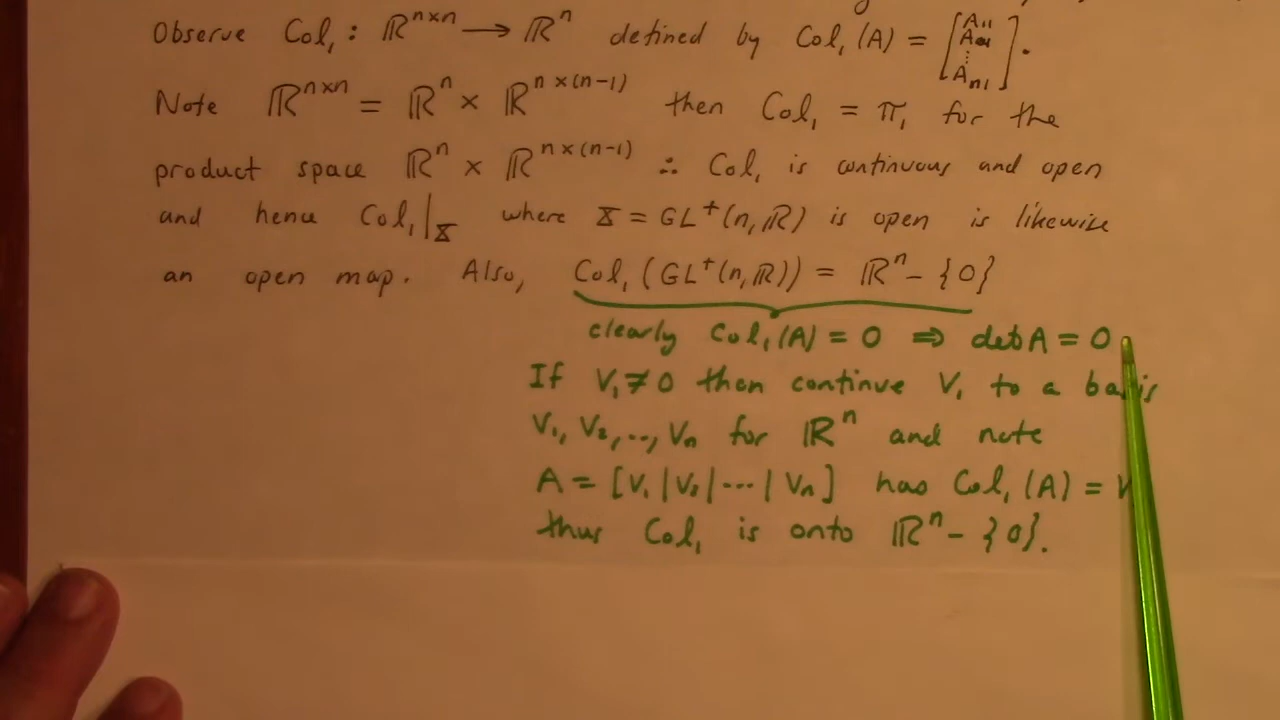 Observe Col₁ : ℝⁿˣⁿ ⟶ ℝⁿ defined by Col₁(A) = [A₁₁ A₂₁ ⋮ Aₙ₁].
Note ℝⁿˣⁿ = ℝⁿ × ℝⁿˣ⁽ⁿ⁻¹⁾ then Col₁ = π₁ for the
product space ℝⁿ × ℝⁿˣ⁽ⁿ⁻¹⁾ ∴ Col₁ is continuous and open
and hence Col₁|_X where X = GL⁺(n,ℝ) is open is likewise
an open map. Also, Col₁(GL⁺(n,ℝ)) = ℝⁿ - {0}
clearly Col₁(A) = 0 ⇒ det A = 0
If V₁ ≠ 0 then continue V₁ to a basis
V₁, V₂, ..., Vₙ for ℝⁿ and note
A = [V₁ | V₂ | ⋯ | Vₙ] has Col₁(A) =
thus Col₁ is onto ℝⁿ - {0}.